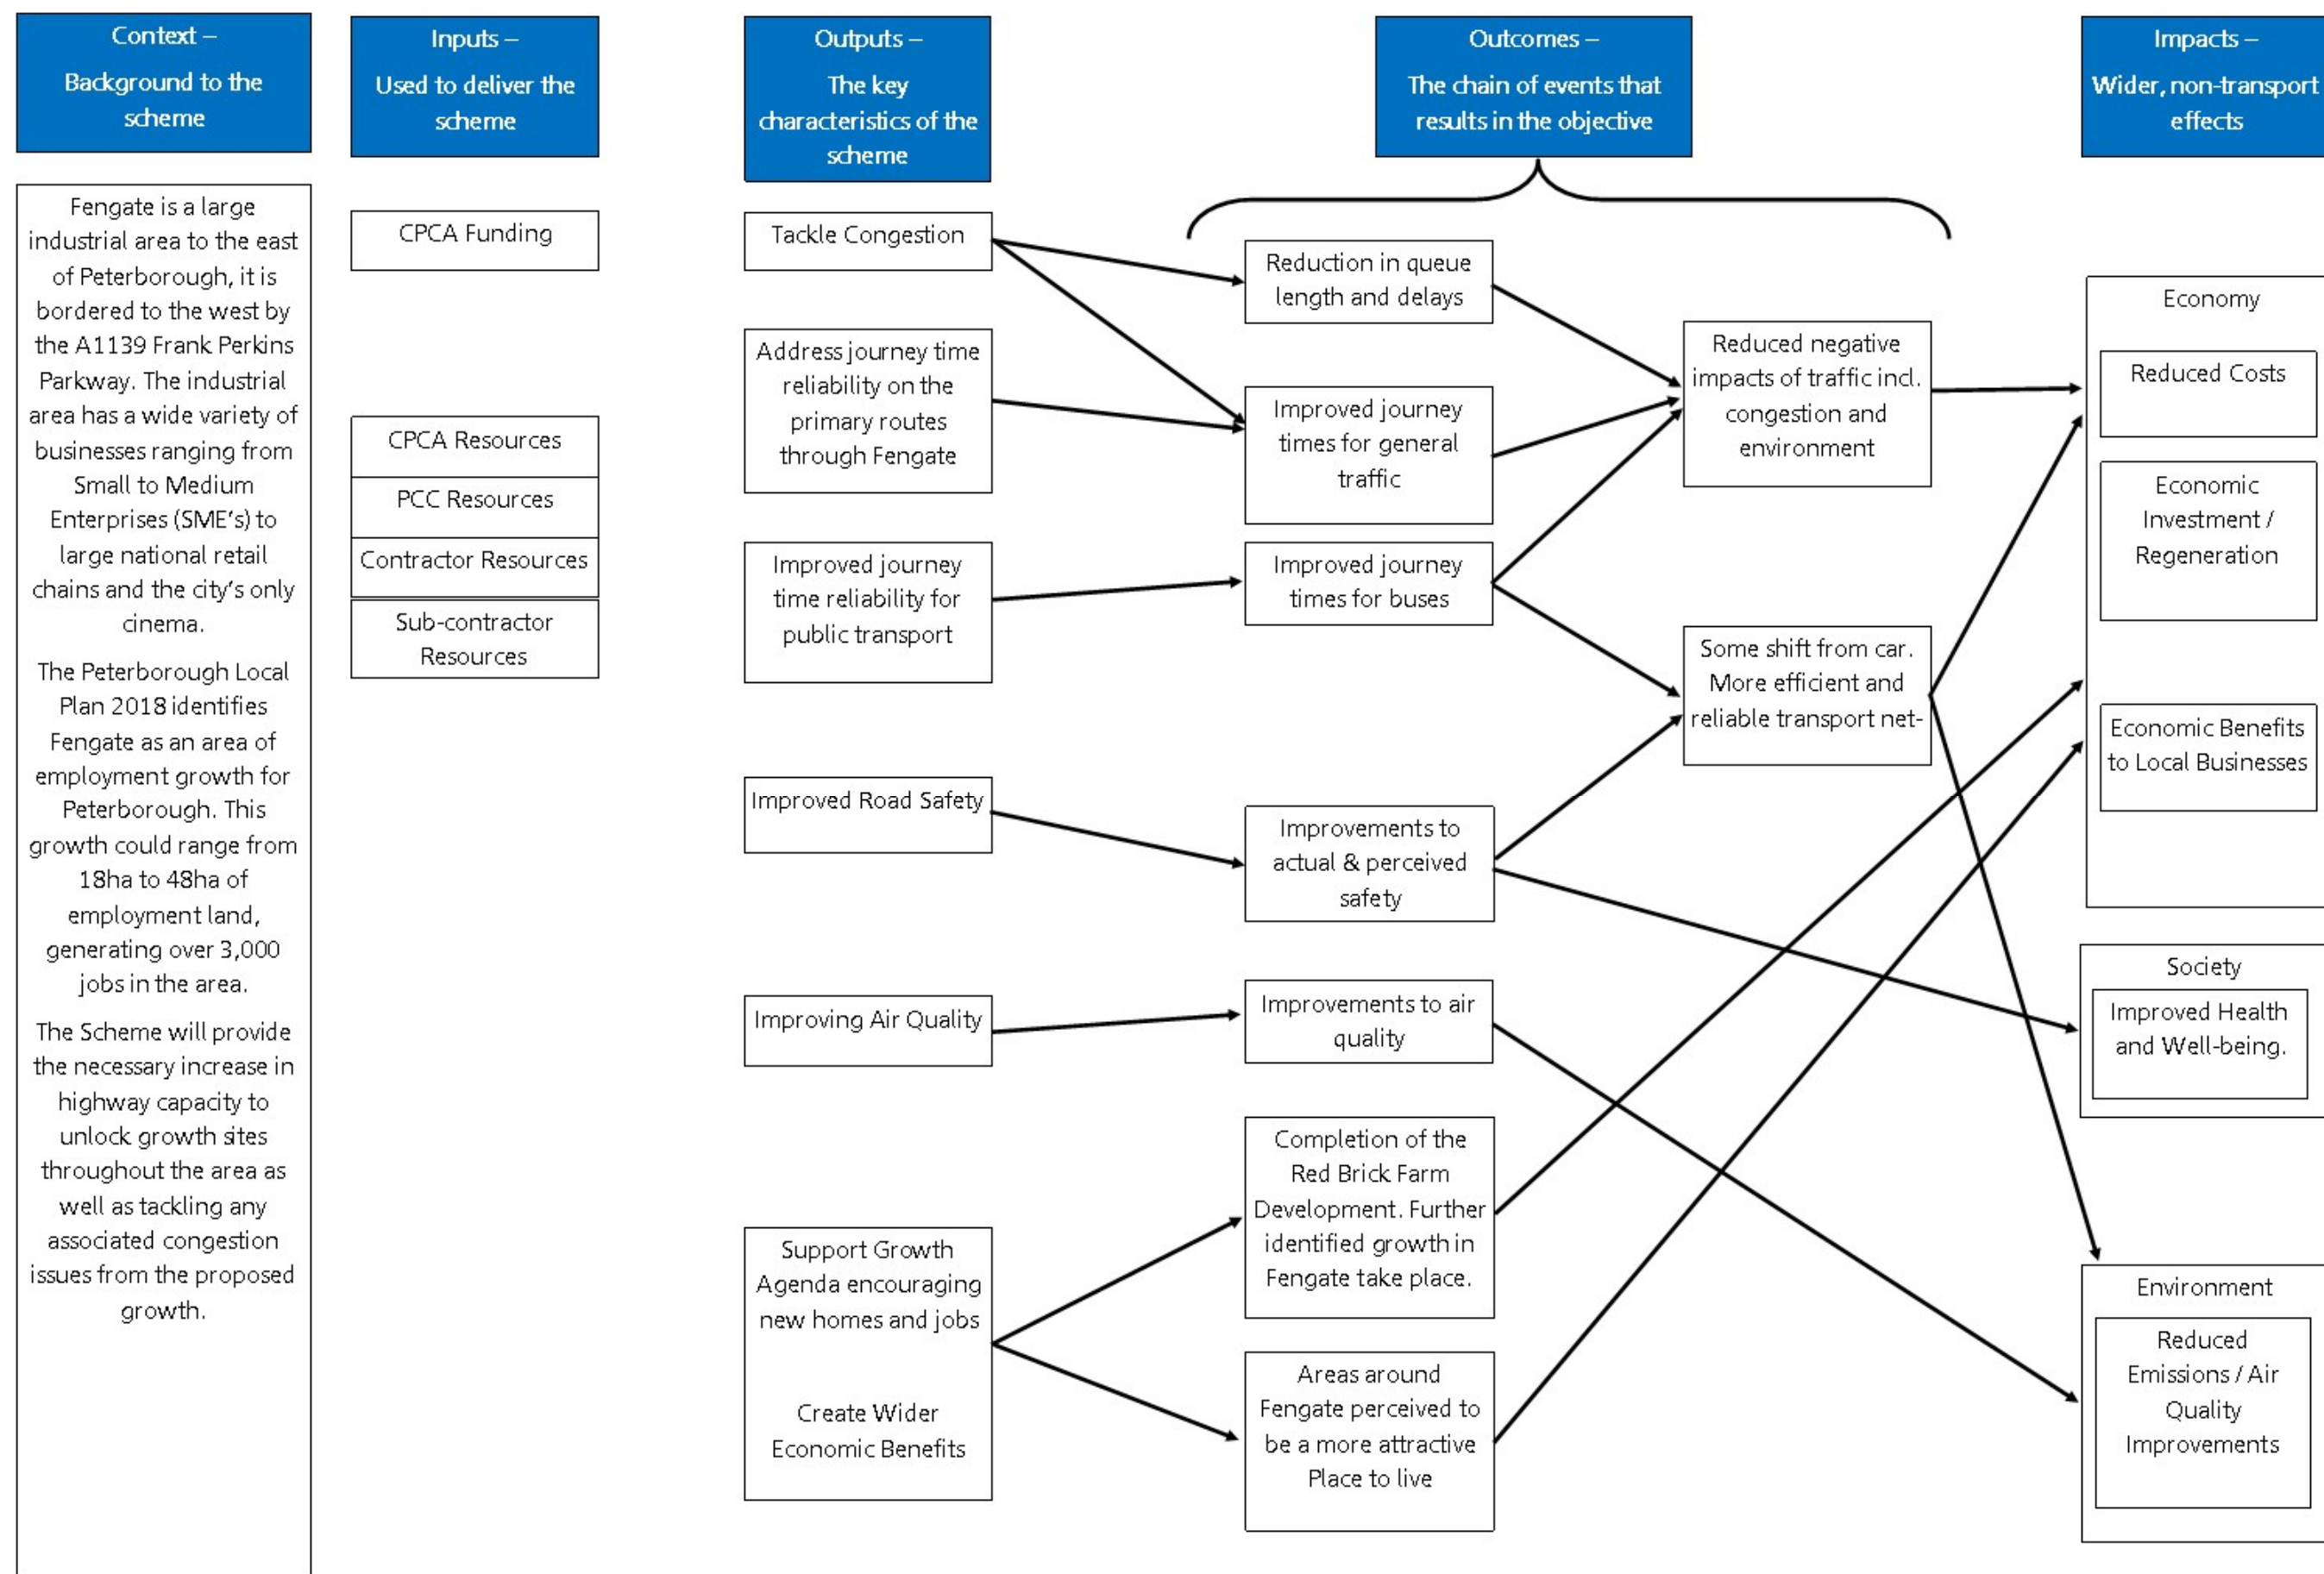 Context –
Background to the
scheme
Fengate is a large
industrial area to the east
of Peterborough, it is
bordered to the west by
the A1139 Frank Perkins
Parkway. The industrial
area has a wide variety of
businesses ranging from
Small to Medium
Enterprises (SME's) to
large national retail
chains and the city's only
cinema.
The Peterborough Local
Plan 2018 identifies
Fengate as an area of
employment growth for
Peterborough. This
growth could range from
18ha to 48ha of
employment land,
generating over 3,000
jobs in the area.
The Scheme will provide
the necessary increase in
highway capacity to
unlock growth sites
throughout the area as
well as tackling any
associated congestion
issues from the proposed
growth.
Inputs –
Used to deliver the
scheme
CPCA Funding
CPCA Resources
PCC Resources
Contractor Resources
Sub-contractor
Resources
Outputs –
The key
characteristics of the
scheme
Tackle Congestion
Address journey time
reliability on the
primary routes
through Fengate
Improved journey
time reliability for
public transport
Improved Road Safety
Improving Air Quality
Support Growth
Agenda encouraging
new homes and jobs
Create Wider
Economic Benefits
Outcomes –
The chain of events that
results in the objective
Reduction in queue
length and delays
Improved journey
times for general
traffic
Improved journey
times for buses
Improvements to
actual & perceived
safety
Improvements to air
quality
Completion of the
Red Brick Farm
Development. Further
identified growth in
Fengate take place.
Areas around
Fengate perceived to
be a more attractive
Place to live
Reduced negative
impacts of traffic incl.
congestion and
environment
Some shift from car.
More efficient and
reliable transport net-
Impacts –
Wider, non-transport
effects
Economy
Reduced Costs
Economic
Investment /
Regeneration
Economic Benefits
to Local Businesses
Society
Improved Health
and Well-being.
Environment
Reduced
Emissions / Air
Quality
Improvements